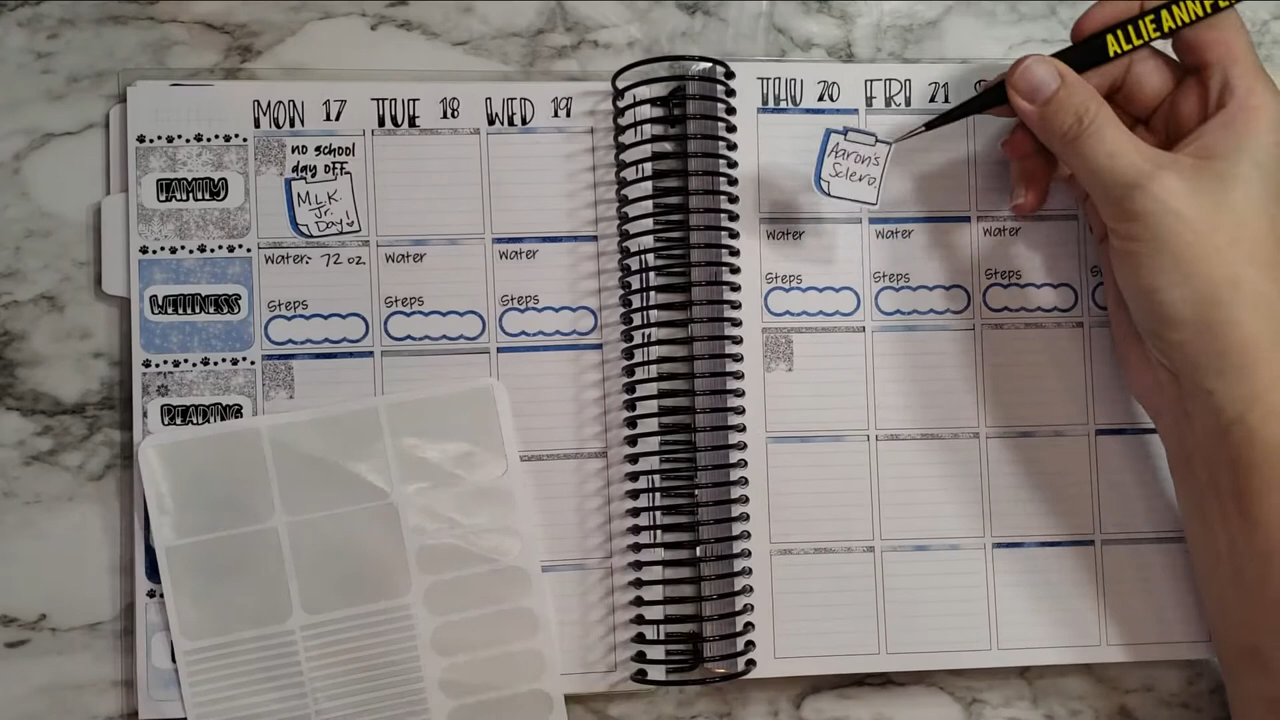 ALLIE ANN
MON 17 TUE 18 WED 19
THU 20 FRI 21
no school
day off
M.L.K.
Jr.
Day!
Aaron's
Sclero.
FAMILY
Water: 72 oz Water Water
Water Water Water
WELLNESS
Steps Steps Steps
Steps Steps Steps
READING